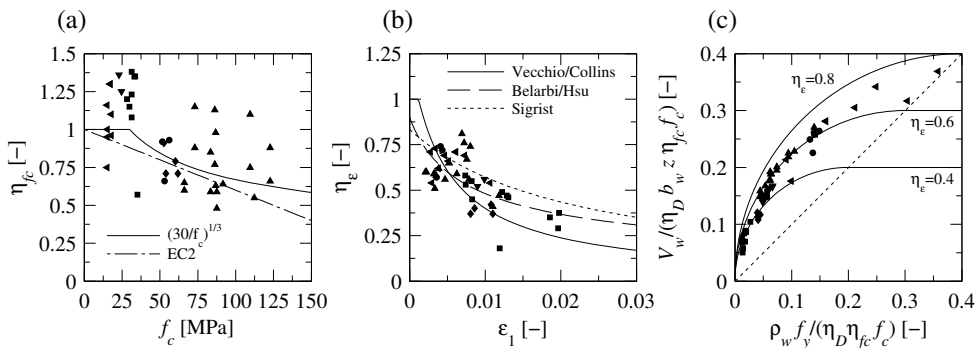 (a)
1.5
1.25
1
0.75
0.5
0.25
0
η_fc [−]
(30/f_c)^1/3
EC2
0 25 50 75 100 125 150
f_c [MPa]
(b)
1.25
1
0.75
0.5
0.25
0
η_ε [−]
Vecchio/Collins
Belarbi/Hsu
Sigrist
0 0.01 0.02 0.03
ε_1 [−]
(c)
0.4
0.3
0.2
0.1
0
V_w/(η_D b_w z η_fc f_c) [−]
η_ε=0.8
η_ε=0.6
η_ε=0.4
0 0.1 0.2 0.3 0.4
ρ_w f_y/(η_D η_fc f_c) [−]